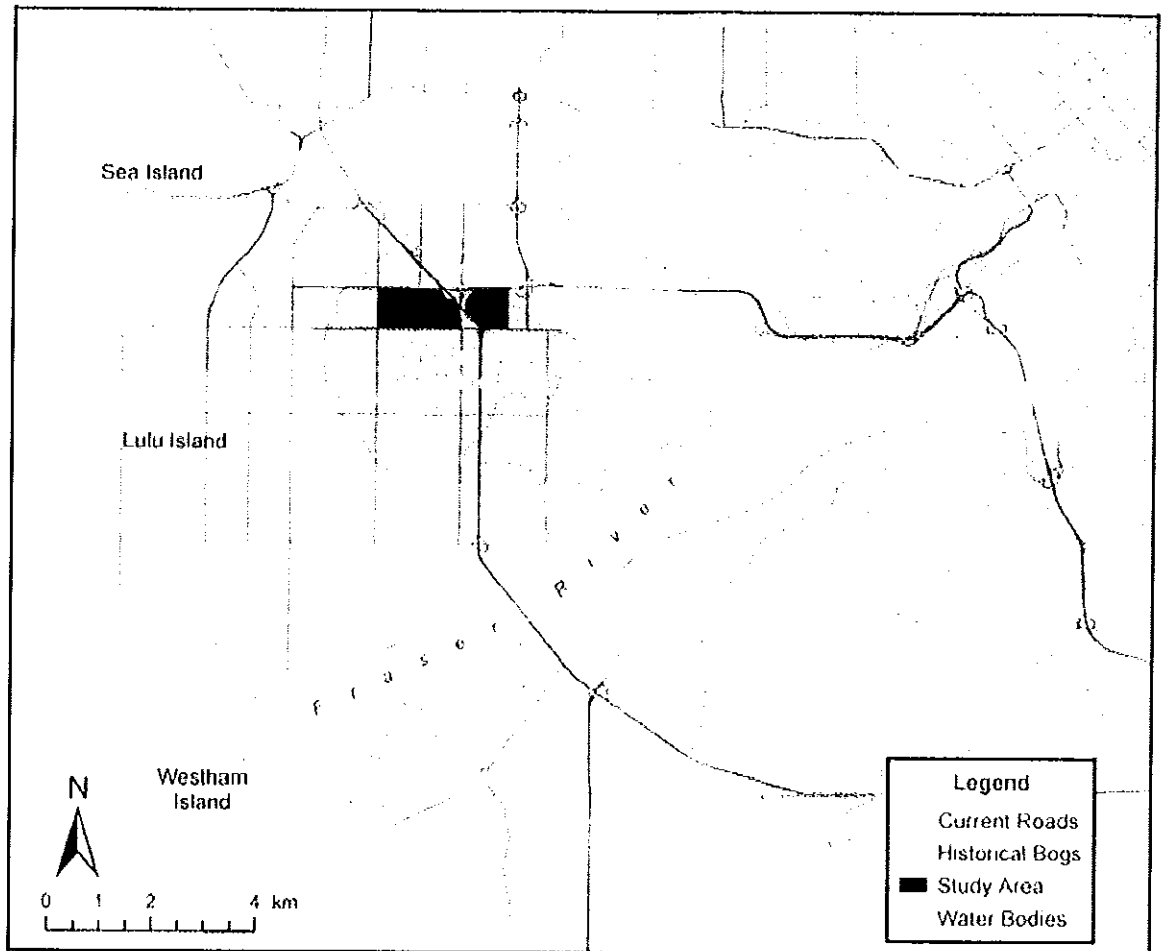 Sea Island
Lulu Island
Fraser River
Westham
Island
N
0 1 2 4 km
Legend
Current Roads
Historical Bogs
Study Area
Water Bodies